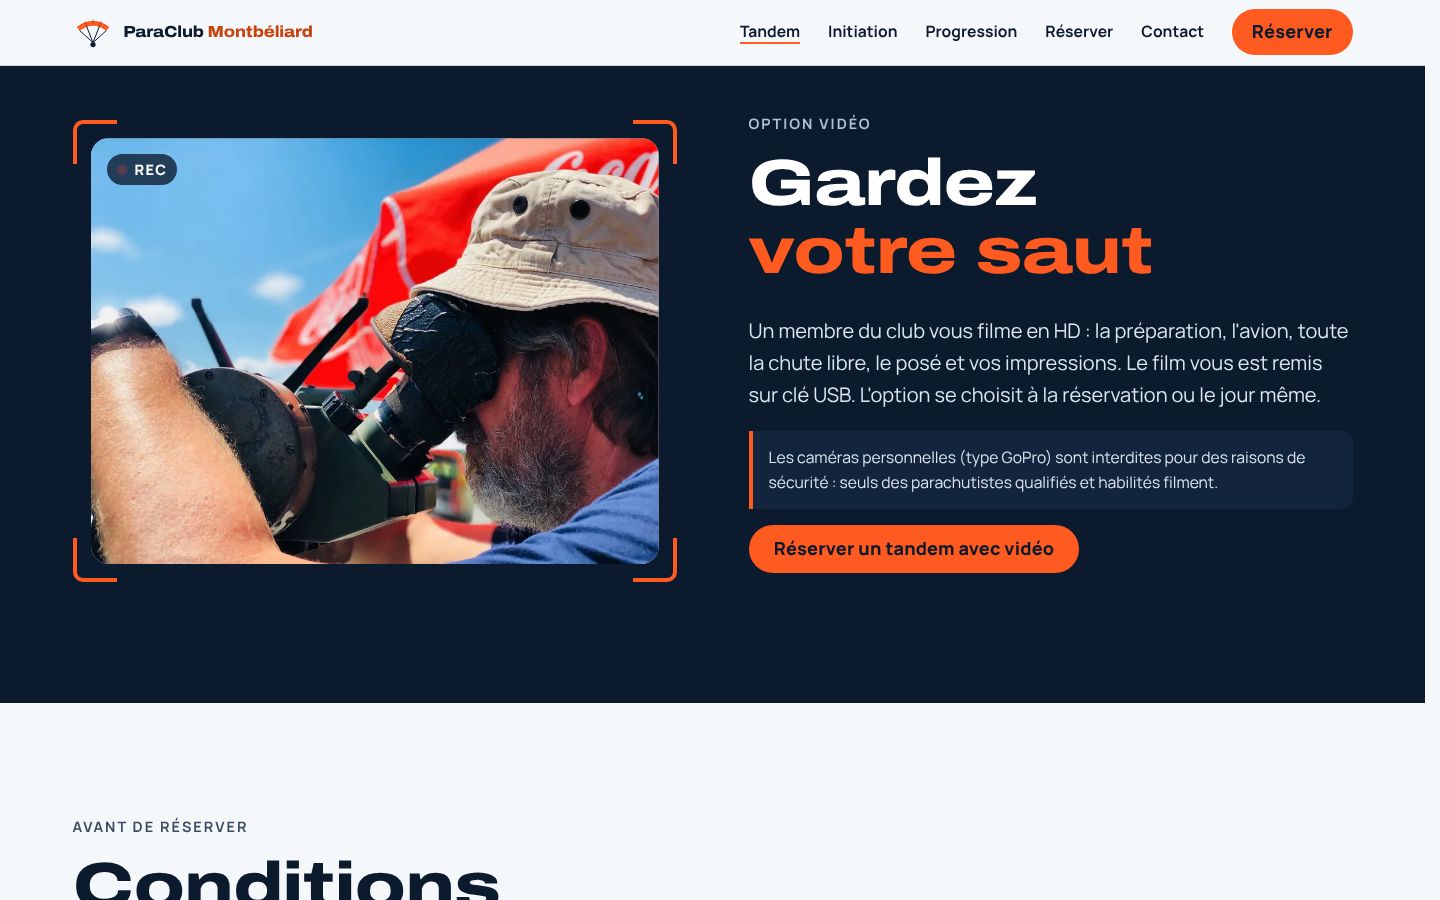 ParaClub Montbéliard
Tandem
Initiation
Progression
Réserver
Contact
Réserver
REC
OPTION VIDÉO
Gardez
votre saut
Un membre du club vous filme en HD : la préparation, l'avion, toute
la chute libre, le posé et vos impressions. Le film vous est remis
sur clé USB. L'option se choisit à la réservation ou le jour même.
Les caméras personnelles (type GoPro) sont interdites pour des raisons de
sécurité : seuls des parachutistes qualifiés et habilités filment.
Réserver un tandem avec vidéo
AVANT DE RÉSERVER
Conditions